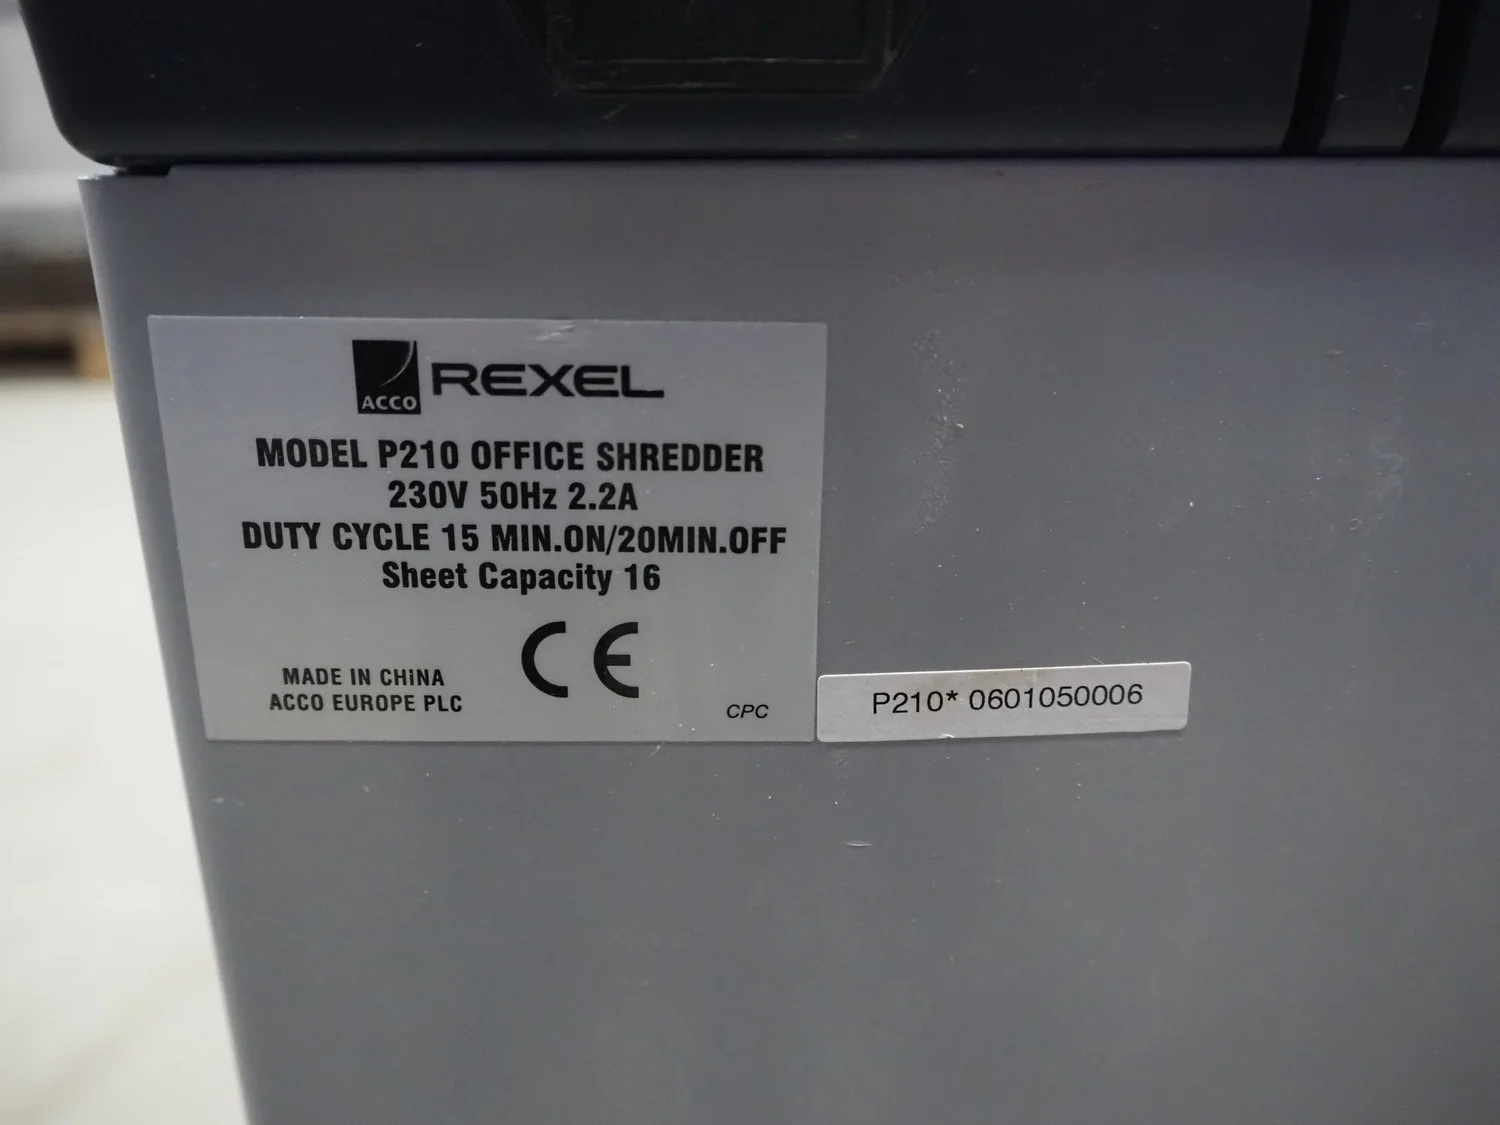 ACCO REXEL
MODEL P210 OFFICE SHREDDER
230V 50Hz 2.2A
DUTY CYCLE 15 MIN.ON/20MIN.OFF
Sheet Capacity 16
CE
MADE IN CHiNA
ACCO EUROPE PLC
CPC
P210* 0601050006